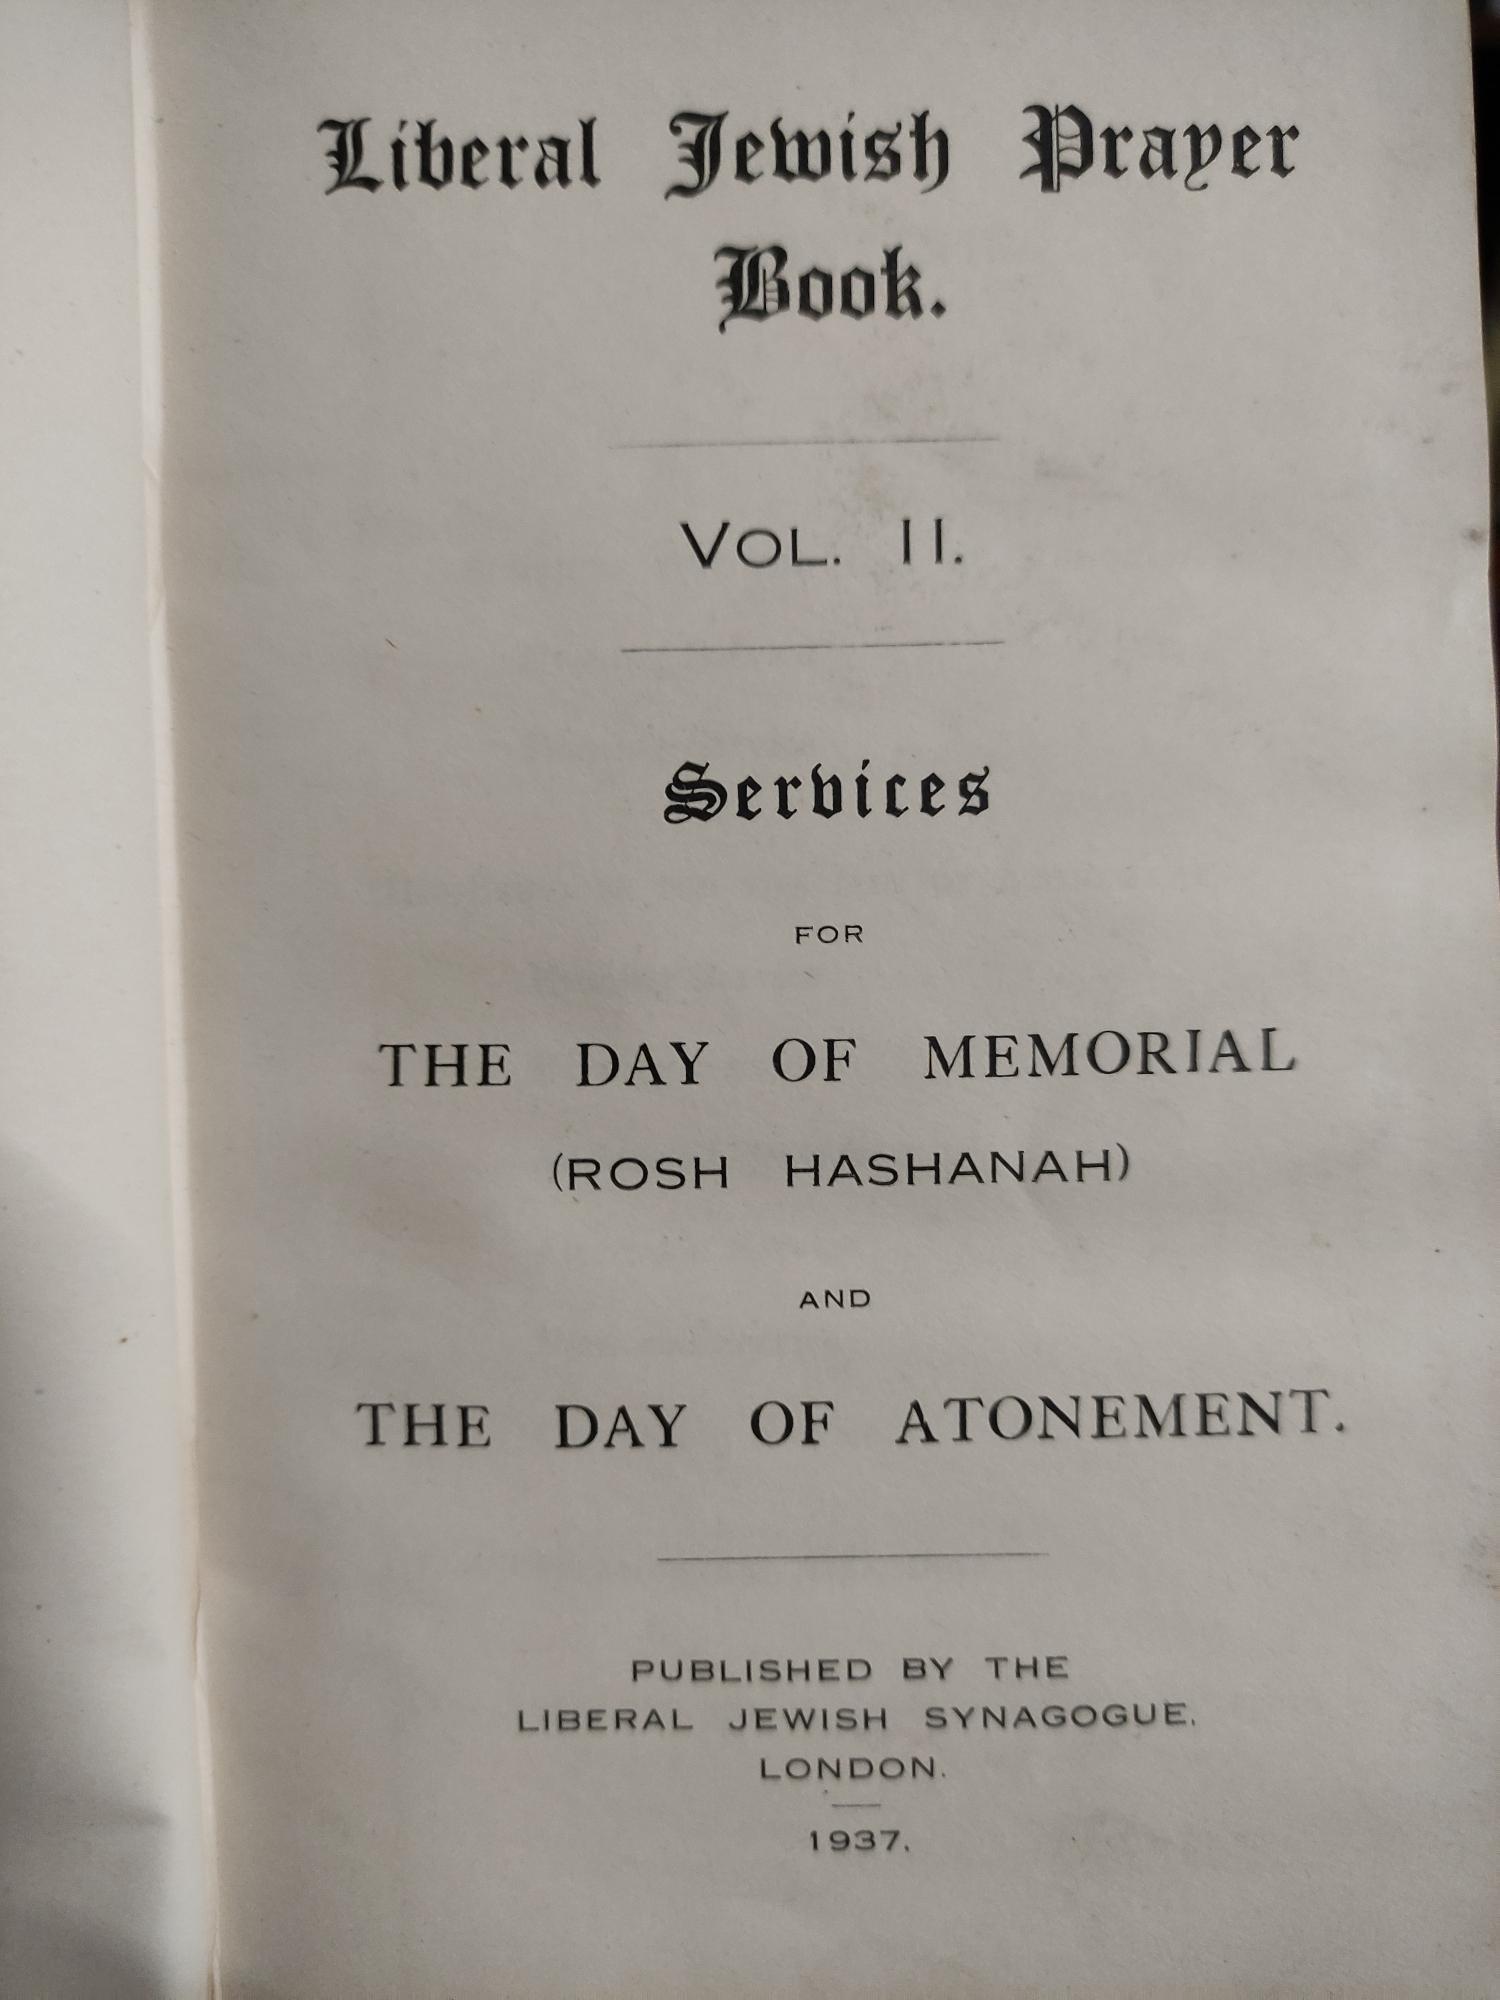 Liberal Jewish Prayer
Book.
VOL. II.
Services
FOR
THE DAY OF MEMORIAL
(ROSH HASHANAH)
AND
THE DAY OF ATONEMENT.
PUBLISHED BY THE
LIBERAL JEWISH SYNAGOGUE,
LONDON.
1937.